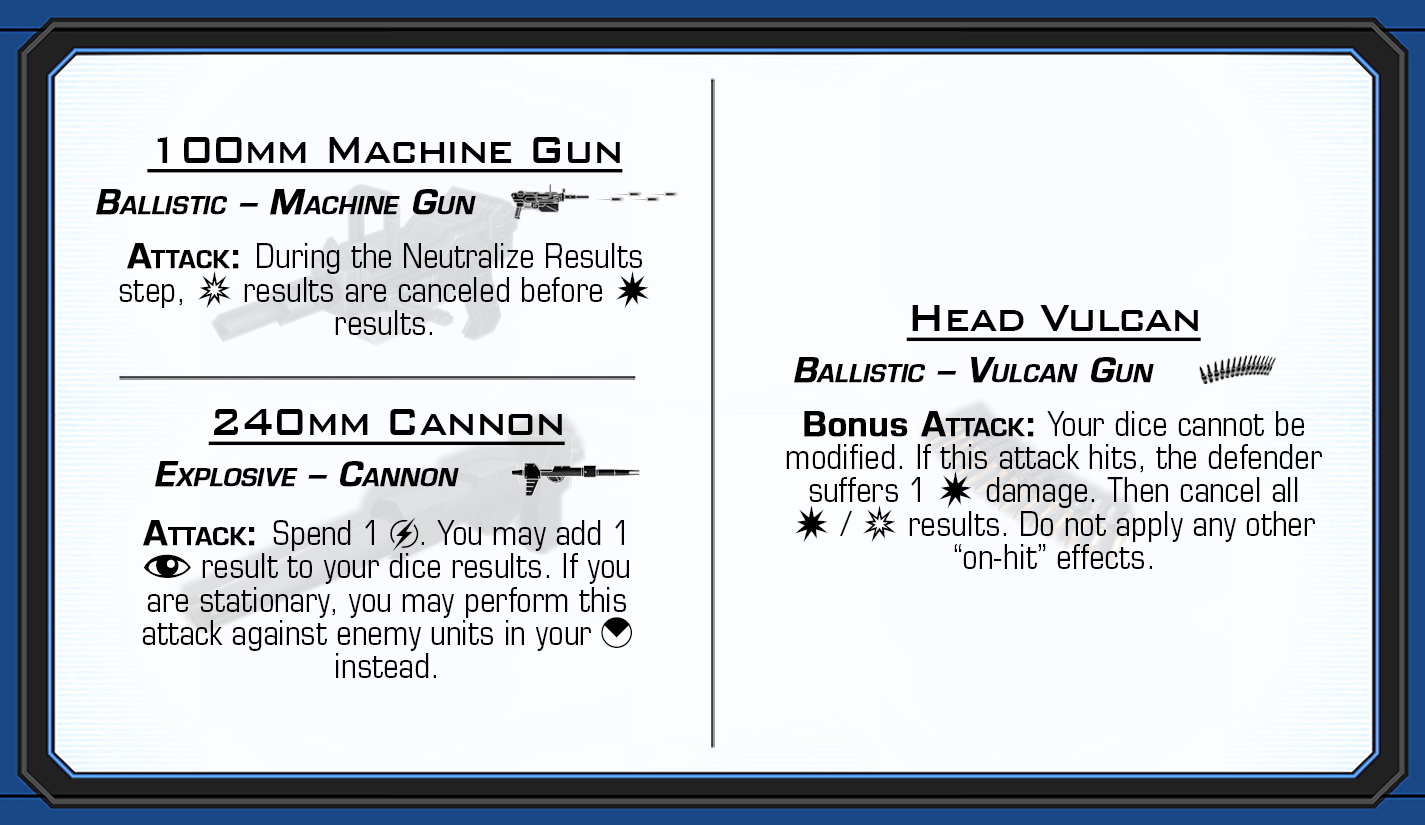 100mm Machine Gun
Ballistic – Machine Gun
Attack: During the Neutralize Results
step, results are canceled before
results.
240mm Cannon
Explosive – Cannon
Attack: Spend 1 . You may add 1
result to your dice results. If you
are stationary, you may perform this
attack against enemy units in your
instead.
Head Vulcan
Ballistic – Vulcan Gun
Bonus Attack: Your dice cannot be
modified. If this attack hits, the defender
suffers 1 damage. Then cancel all
/ results. Do not apply any other
“on-hit” effects.